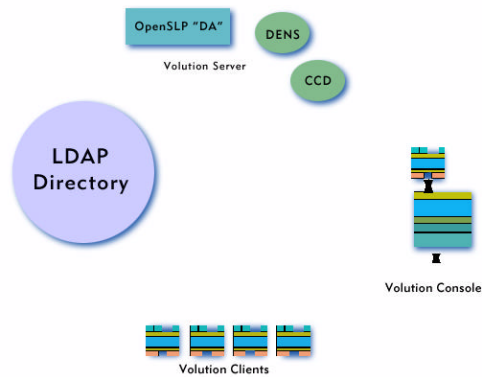 OpenSLP "DA"
DENS
Volution Server
CCD
LDAP
Directory
Volution Console
Volution Clients